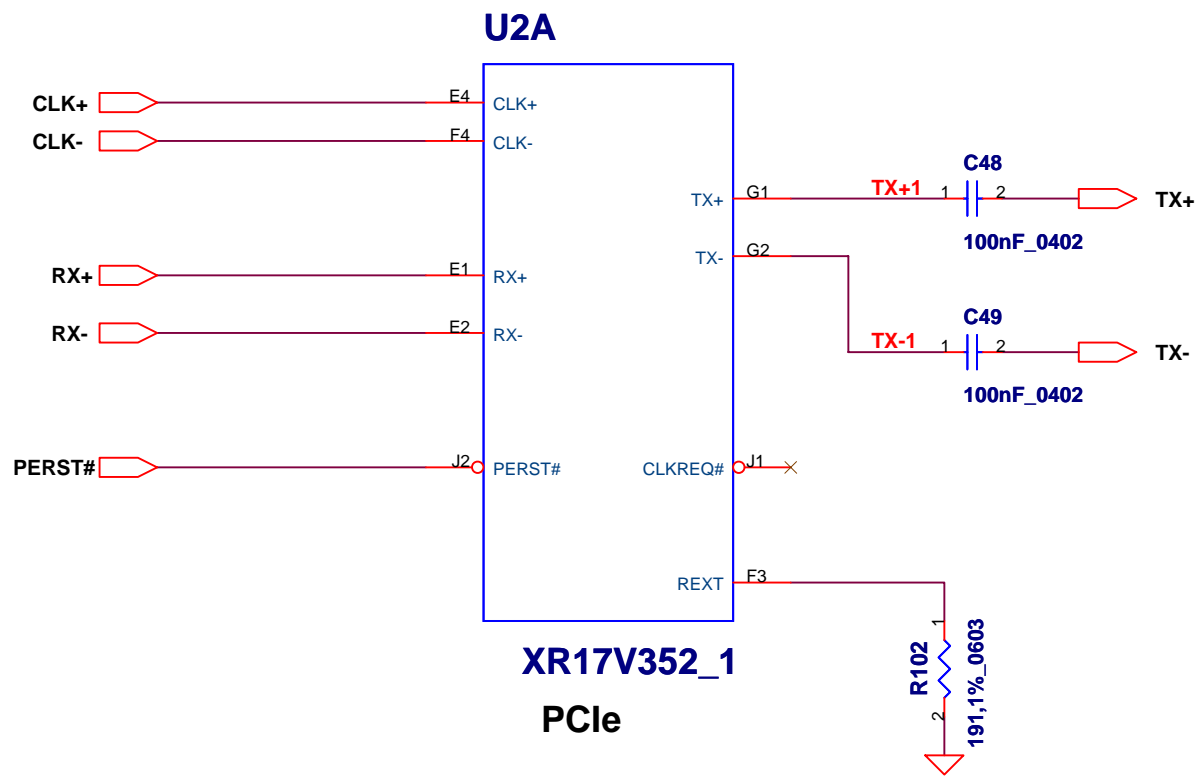 U2A
CLK+
E4
CLK+
CLK-
F4
CLK-
C48
TX+
G1
TX+1
1
2
TX+
100nF_0402
TX-
G2
RX+
E1
RX+
C49
RX-
E2
RX-
TX-1
1
2
TX-
100nF_0402
PERST#
J2
PERST#
CLKREQ#
J1
REXT
F3
1
R102
191,1%_0603
2
XR17V352_1
PCIe